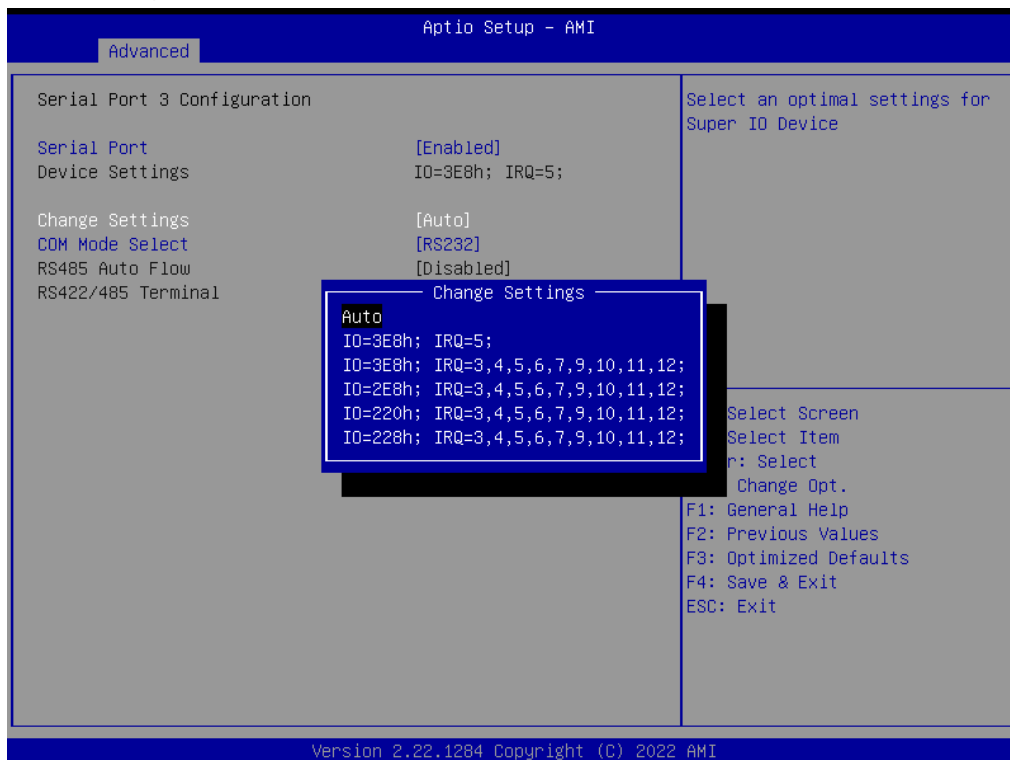 Aptio Setup – AMI
Advanced
Serial Port 3 Configuration
Serial Port [Enabled]
Device Settings IO=3E8h; IRQ=5;
Change Settings [Auto]
COM Mode Select [RS232]
RS485 Auto Flow [Disabled]
RS422/485 Terminal
Change Settings
Auto
IO=3E8h; IRQ=5;
IO=3E8h; IRQ=3,4,5,6,7,9,10,11,12;
IO=2E8h; IRQ=3,4,5,6,7,9,10,11,12;
IO=220h; IRQ=3,4,5,6,7,9,10,11,12;
IO=228h; IRQ=3,4,5,6,7,9,10,11,12;
Select an optimal settings for
Super IO Device
Select Screen
Select Item
r: Select
Change Opt.
F1: General Help
F2: Previous Values
F3: Optimized Defaults
F4: Save & Exit
ESC: Exit
Version 2.22.1284 Copyright (C) 2022 AMI